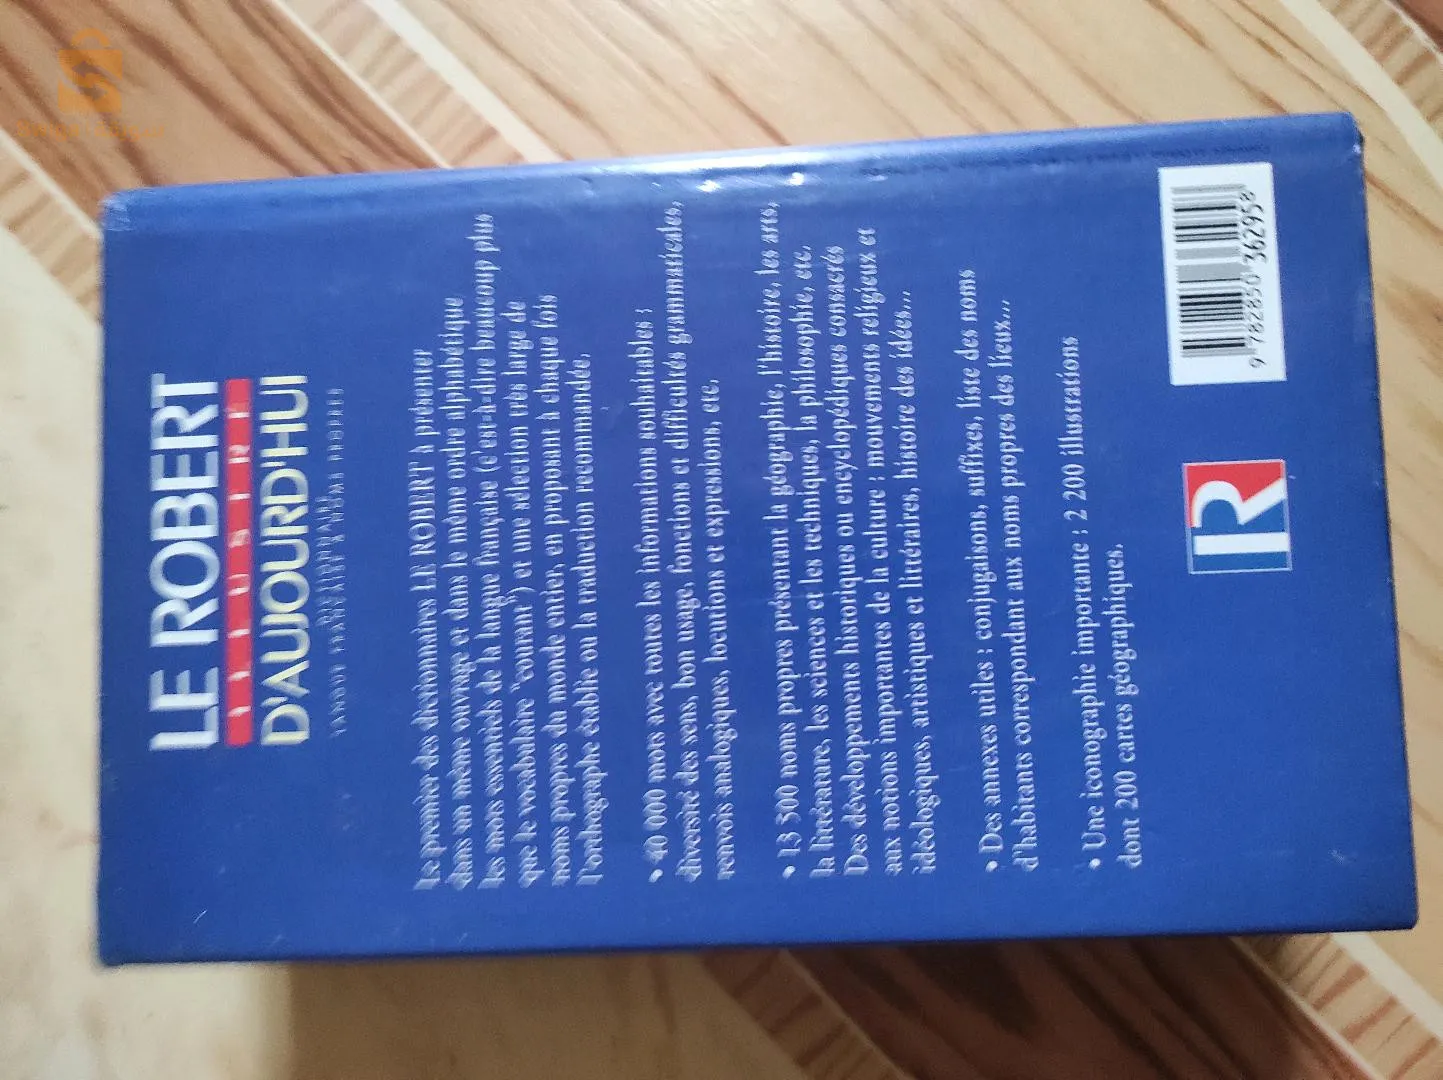 LE ROBERT
ILLUSTRÉ
D'AUJOURD'HUI
LANGUE FRANÇAISE & NOMS PROPRES
Le premier des dictionnaires LE ROBERT à présenter
dans un même ouvrage et dans le même ordre alphabétique
les mots essentiels de la langue française (c'est-à-dire beaucoup plus
que le vocabulaire "courant") et une sélection très large de
noms propres du monde entier, en proposant à chaque fois
l'orthographe établie ou la traduction recommandée.
• 40 000 mots avec toutes les informations souhaitables :
diversité des sens, bon usage, fonctions et difficultés grammaticales,
renvois analogiques, locutions et expressions, etc.
• 13 500 noms propres présentant la géographie, l'histoire, les arts,
la littérature, les sciences et les techniques, la philosophie, etc.
Des développements historiques ou encyclopédiques consacrés
aux notions importantes de la culture : mouvements religieux et
idéologiques, artistiques et littéraires, histoire des idées...
• Des annexes utiles : conjugaisons, suffixes, liste des noms
d'habitants correspondant aux noms propres des lieux...
• Une iconographie importante : 2 200 illustrations
dont 200 cartes géographiques.
R
9 782850 362958